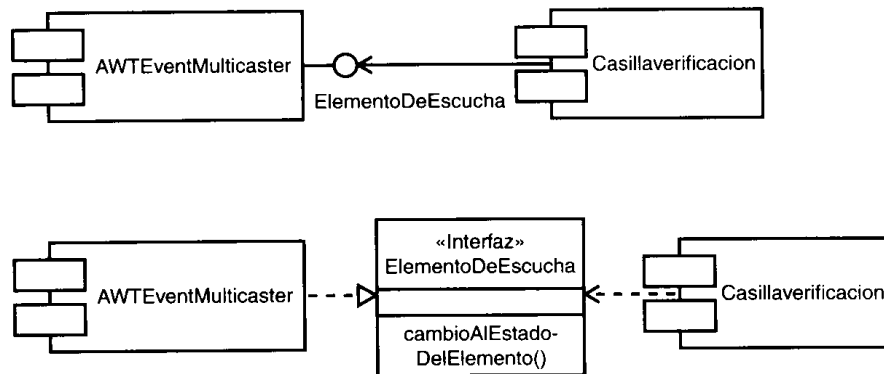 AWTEventMulticaster
Casillaverificacion
ElementoDeEscucha
«Interfaz»
ElementoDeEscucha
AWTEventMulticaster
Casillaverificacion
cambioAlEstado-
DelElemento()